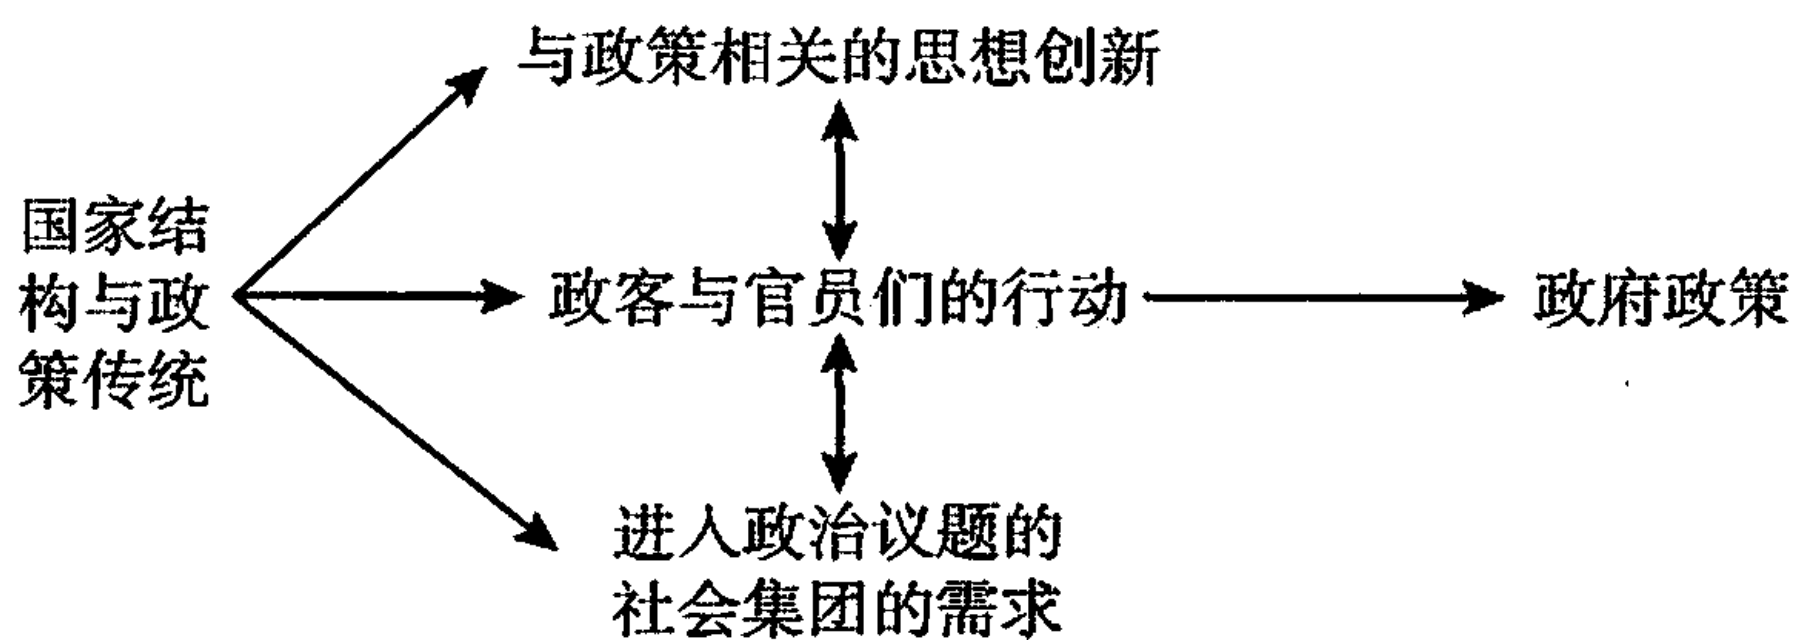 与政策相关的思想创新
国家结
构与政
策传统
政客与官员们的行动
政府政策
进入政治议题的
社会集团的需求